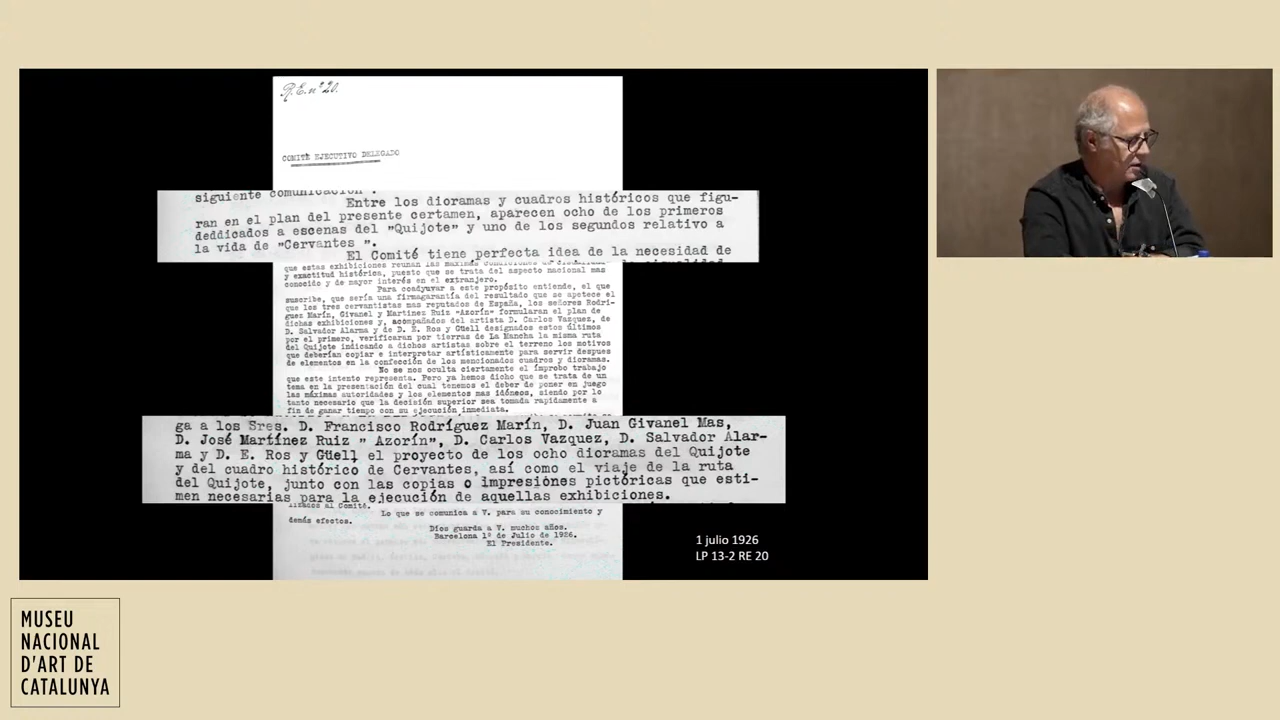 R.E. nº 20.
COMITÉ EJECUTIVO DELEGADO
siguiente comunicación :
Entre los dioramas y cuadros históricos que figu-
ran en el plan del presente certamen, aparecen ocho de los primeros
deddicados a escenas del "Quijote" y uno de los segundos relativo a
la vida de "Cervantes ".
El Comité tiene perfecta idea de la necesidad de
que estas exhibiciones reunan las máximas condiciones de
y exactitud histórica, puesto que se trata del aspecto nacional mas
conocido y de mayor interés en el extranjero.
Para coadyuvar a este propósito entiende, el que
suscribe, que sería una firmagarantía del resultado que se apetece el
que los tres cervantistas mas reputados de España, los señores Rodrí-
guez Marín, Givanel y Martinez Ruiz "Azorín" formularan el plan de
dichas exhibiciones y, acompañados del artista D. Carlos Vazquez, de
D. Salvador Alarma y de D. E. Ros y Güell designados estos últimos
por el primero, verificaran por tierras de La Mancha la misma ruta
del Quijote indicando a dichos artistas sobre el terreno los motivos
que deberían copiar e interpretar artísticamente para servir despues
de elementos en la confección de los mencionados cuadros y dioramas.
No se nos oculta ciertamente el ímprobo trabajo
que este intento representa. Pero ya hemos dicho que se trata de un
tema en la presentación del cual tenemos el deber de poner en juego
las máximas autoridades y los elementos mas idóneos, siendo por lo
tanto necesario que la decisión superior sea tomada rapidamente a
fin de ganar tiempo con su ejecución inmediata.
ga a los Sres. D. Francisco Rodríguez Marín, D. Juan Givanel Mas,
D. José Martínez Ruiz " Azorín", D. Carlos Vazquez, D. Salvador Alar-
ma y D. E. Ros y Güell el proyecto de los ocho dioramas del Quijote
y del cuadro histórico de Cervantes, así como el viaje de la ruta
del Quijote, junto con las copias o impresiónes pictóricas que esti-
men necesarias para la ejecución de aquellas exhibiciones.
lizados al Comité.
Lo que se comunica a V. para su conocimiento y
demás efectos.
Dios guarda a V. muchos años.
Barcelona 1º de Julio de 1926.
El Presidente.
1 julio 1926
LP 13-2 RE 20
MUSEU
NACIONAL
D'ART DE
CATALUNYA